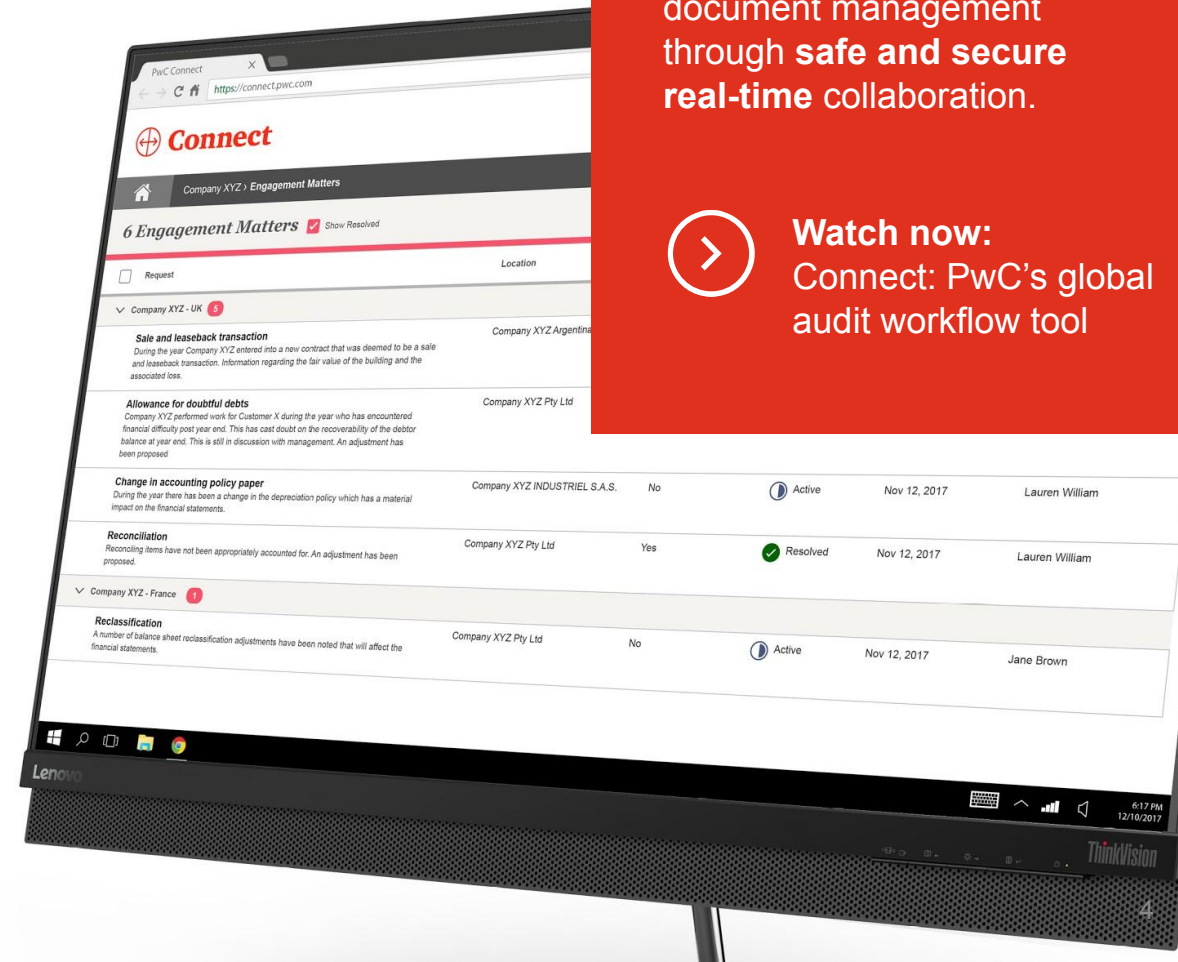 document management
through safe and secure
real-time collaboration.
Watch now:
Connect: PwC's global
audit workflow tool
PwC Connect
https://connect.pwc.com
Connect
Company XYZ › Engagement Matters
6 Engagement Matters Show Resolved
Request Location
Company XYZ - UK 5
Sale and leaseback transaction Company XYZ Argentina
During the year Company XYZ entered into a new contract that was deemed to be a sale
and leaseback transaction. Information regarding the fair value of the building and the
associated loss.
Allowance for doubtful debts Company XYZ Pty Ltd
Company XYZ performed work for Customer X during the year who has encountered
financial difficulty post year end. This has cast doubt on the recoverability of the debtor
balance at year end. This is still in discussion with management. An adjustment has
been proposed
Change in accounting policy paper Company XYZ INDUSTRIEL S.A.S. No Active Nov 12, 2017 Lauren William
During the year there has been a change in the depreciation policy which has a material
impact on the financial statements.
Reconciliation Company XYZ Pty Ltd Yes Resolved Nov 12, 2017 Lauren William
Reconciling items have not been appropriately accounted for. An adjustment has been
proposed.
Company XYZ - France 1
Reclassification Company XYZ Pty Ltd No Active Nov 12, 2017 Jane Brown
A number of balance sheet reclassification adjustments have been noted that will affect the
financial statements.
6:17 PM
12/10/2017
Lenovo
ThinkVision
4